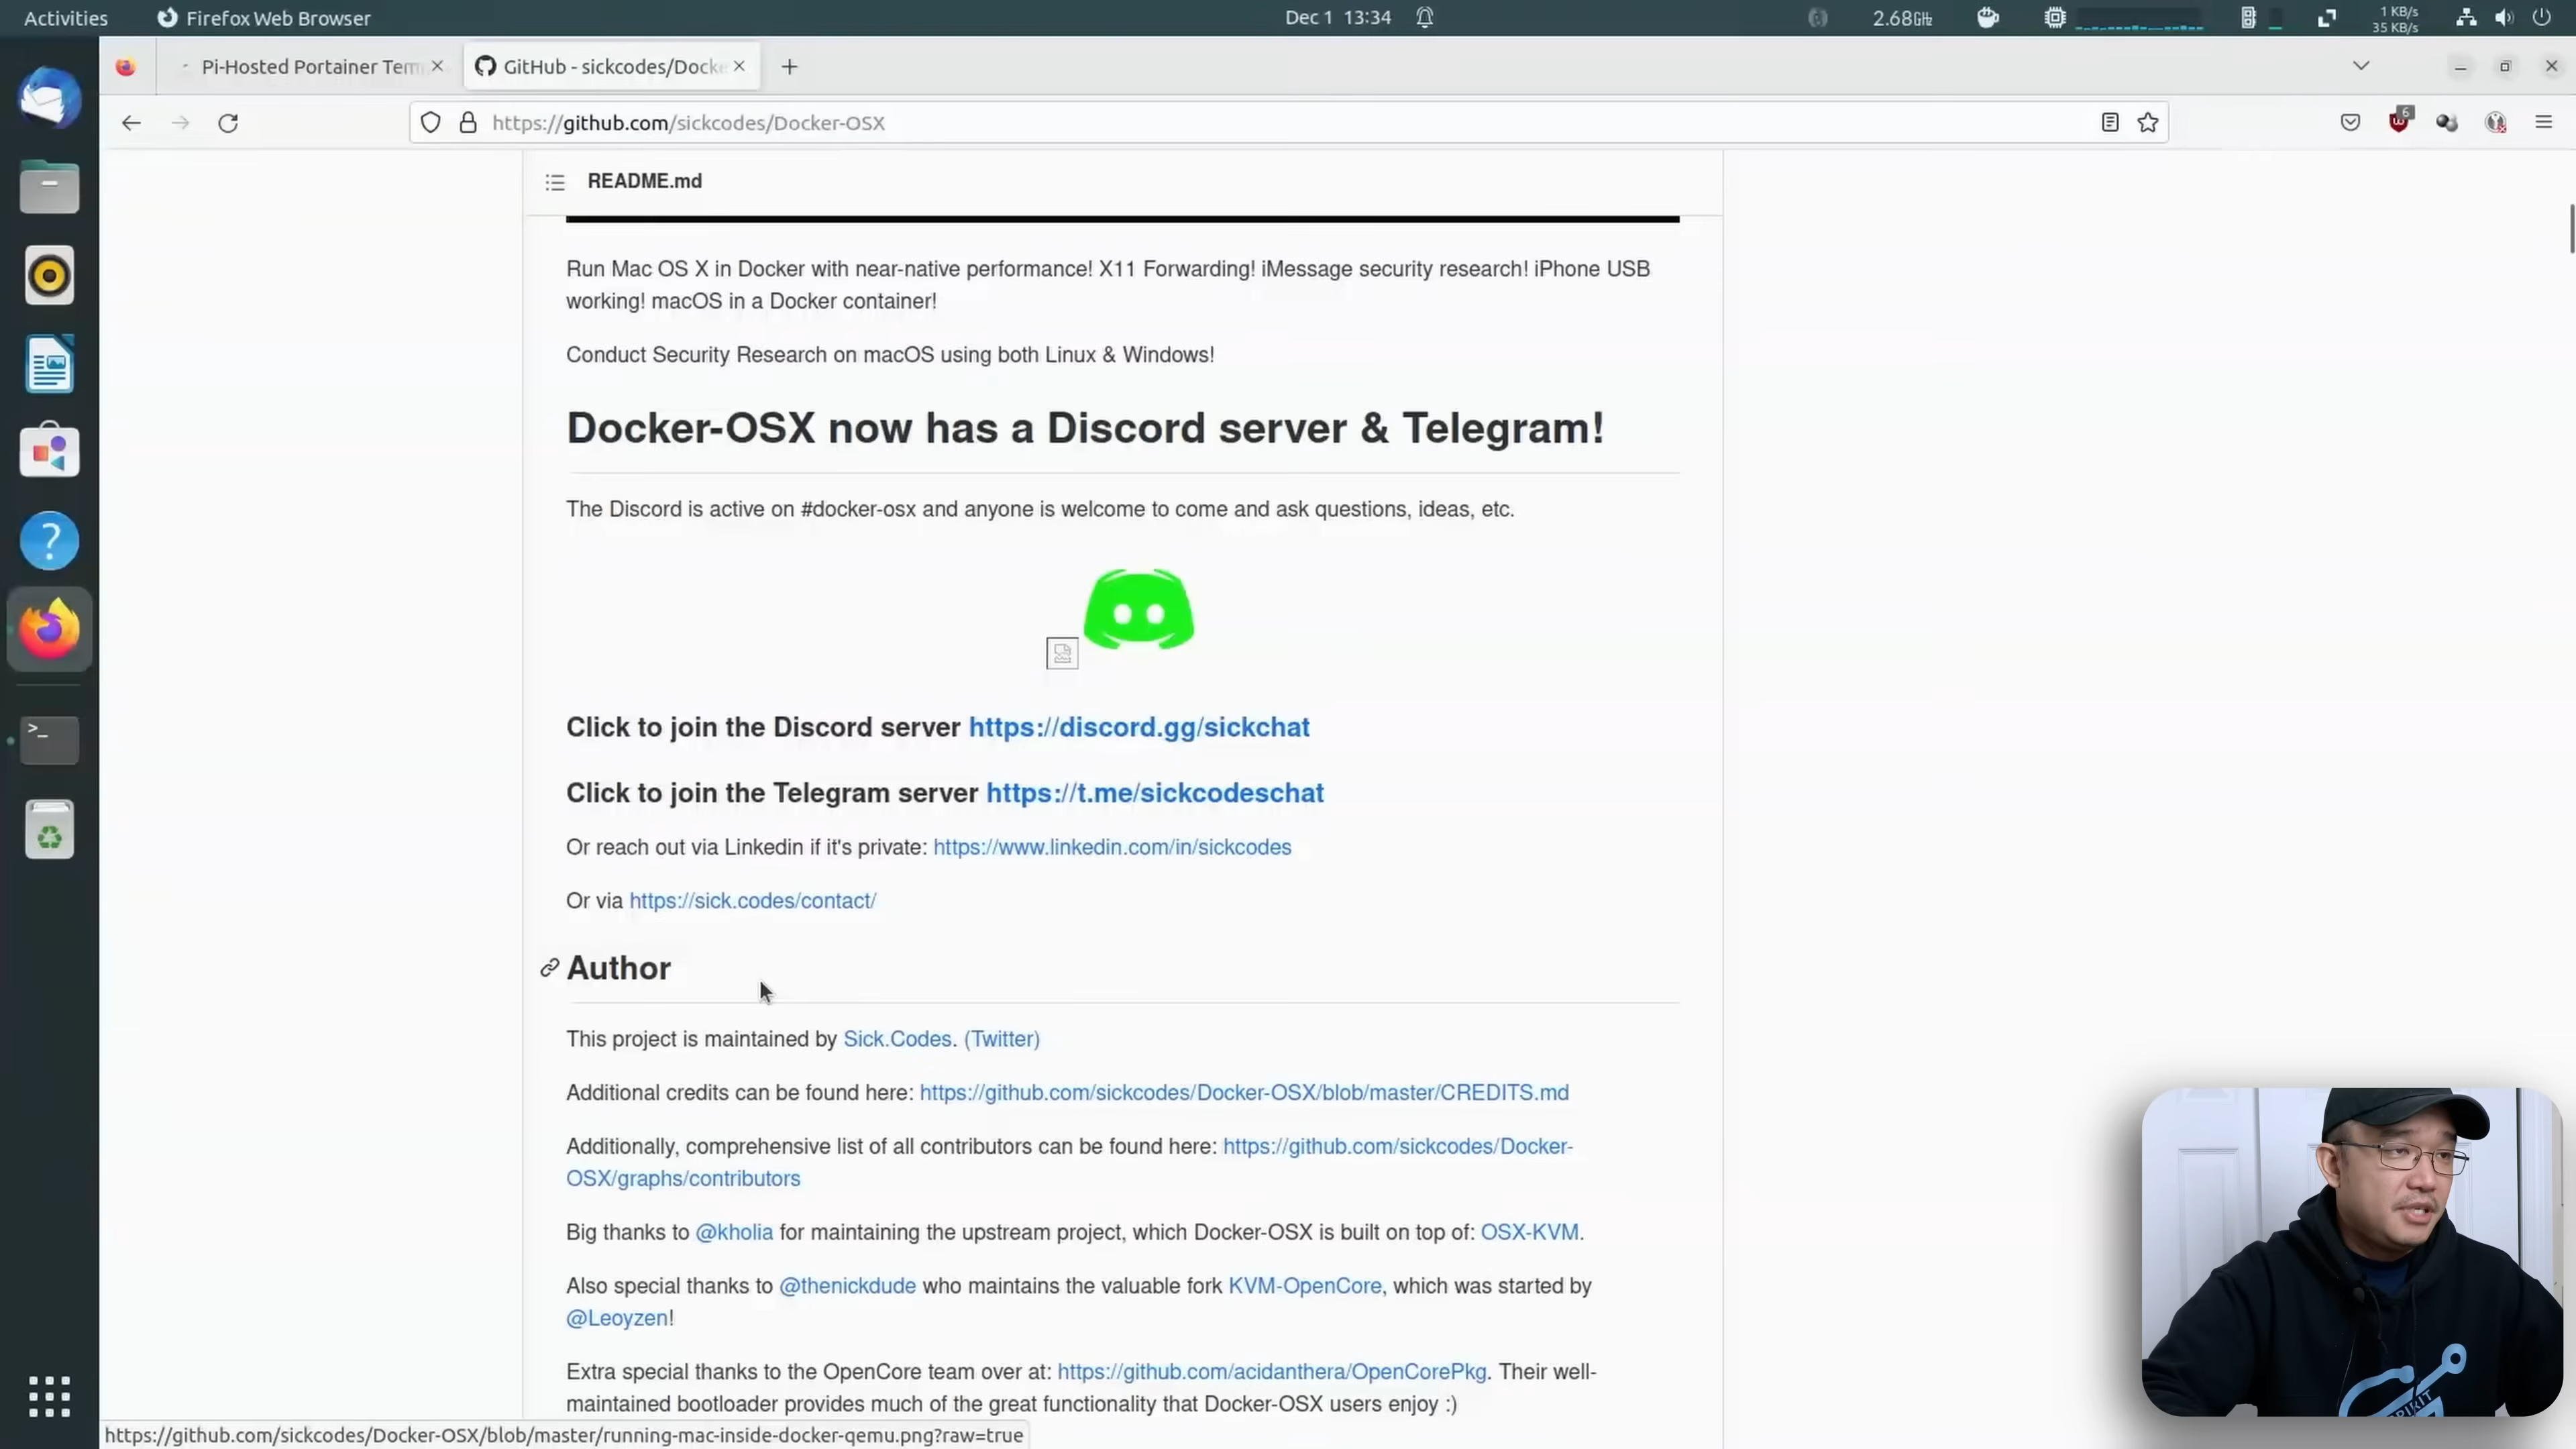 Activities Firefox Web Browser Dec 1 13:34 2.68GHz 1 KB/s
35 KB/s
Pi-Hosted Portainer Tem GitHub - sickcodes/Docke
https://github.com/sickcodes/Docker-OSX 6
README.md
Run Mac OS X in Docker with near-native performance! X11 Forwarding! iMessage security research! iPhone USB
working! macOS in a Docker container!
Conduct Security Research on macOS using both Linux & Windows!
Docker-OSX now has a Discord server & Telegram!
The Discord is active on #docker-osx and anyone is welcome to come and ask questions, ideas, etc.
Click to join the Discord server https://discord.gg/sickchat
Click to join the Telegram server https://t.me/sickcodeschat
Or reach out via Linkedin if it's private: https://www.linkedin.com/in/sickcodes
Or via https://sick.codes/contact/
Author
This project is maintained by Sick.Codes. (Twitter)
Additional credits can be found here: https://github.com/sickcodes/Docker-OSX/blob/master/CREDITS.md
Additionally, comprehensive list of all contributors can be found here: https://github.com/sickcodes/Docker-
OSX/graphs/contributors
Big thanks to @kholia for maintaining the upstream project, which Docker-OSX is built on top of: OSX-KVM.
Also special thanks to @thenickdude who maintains the valuable fork KVM-OpenCore, which was started by
@Leoyzen!
Extra special thanks to the OpenCore team over at: https://github.com/acidanthera/OpenCorePkg. Their well-
maintained bootloader provides much of the great functionality that Docker-OSX users enjoy :)
https://github.com/sickcodes/Docker-OSX/blob/master/running-mac-inside-docker-qemu.png?raw=true